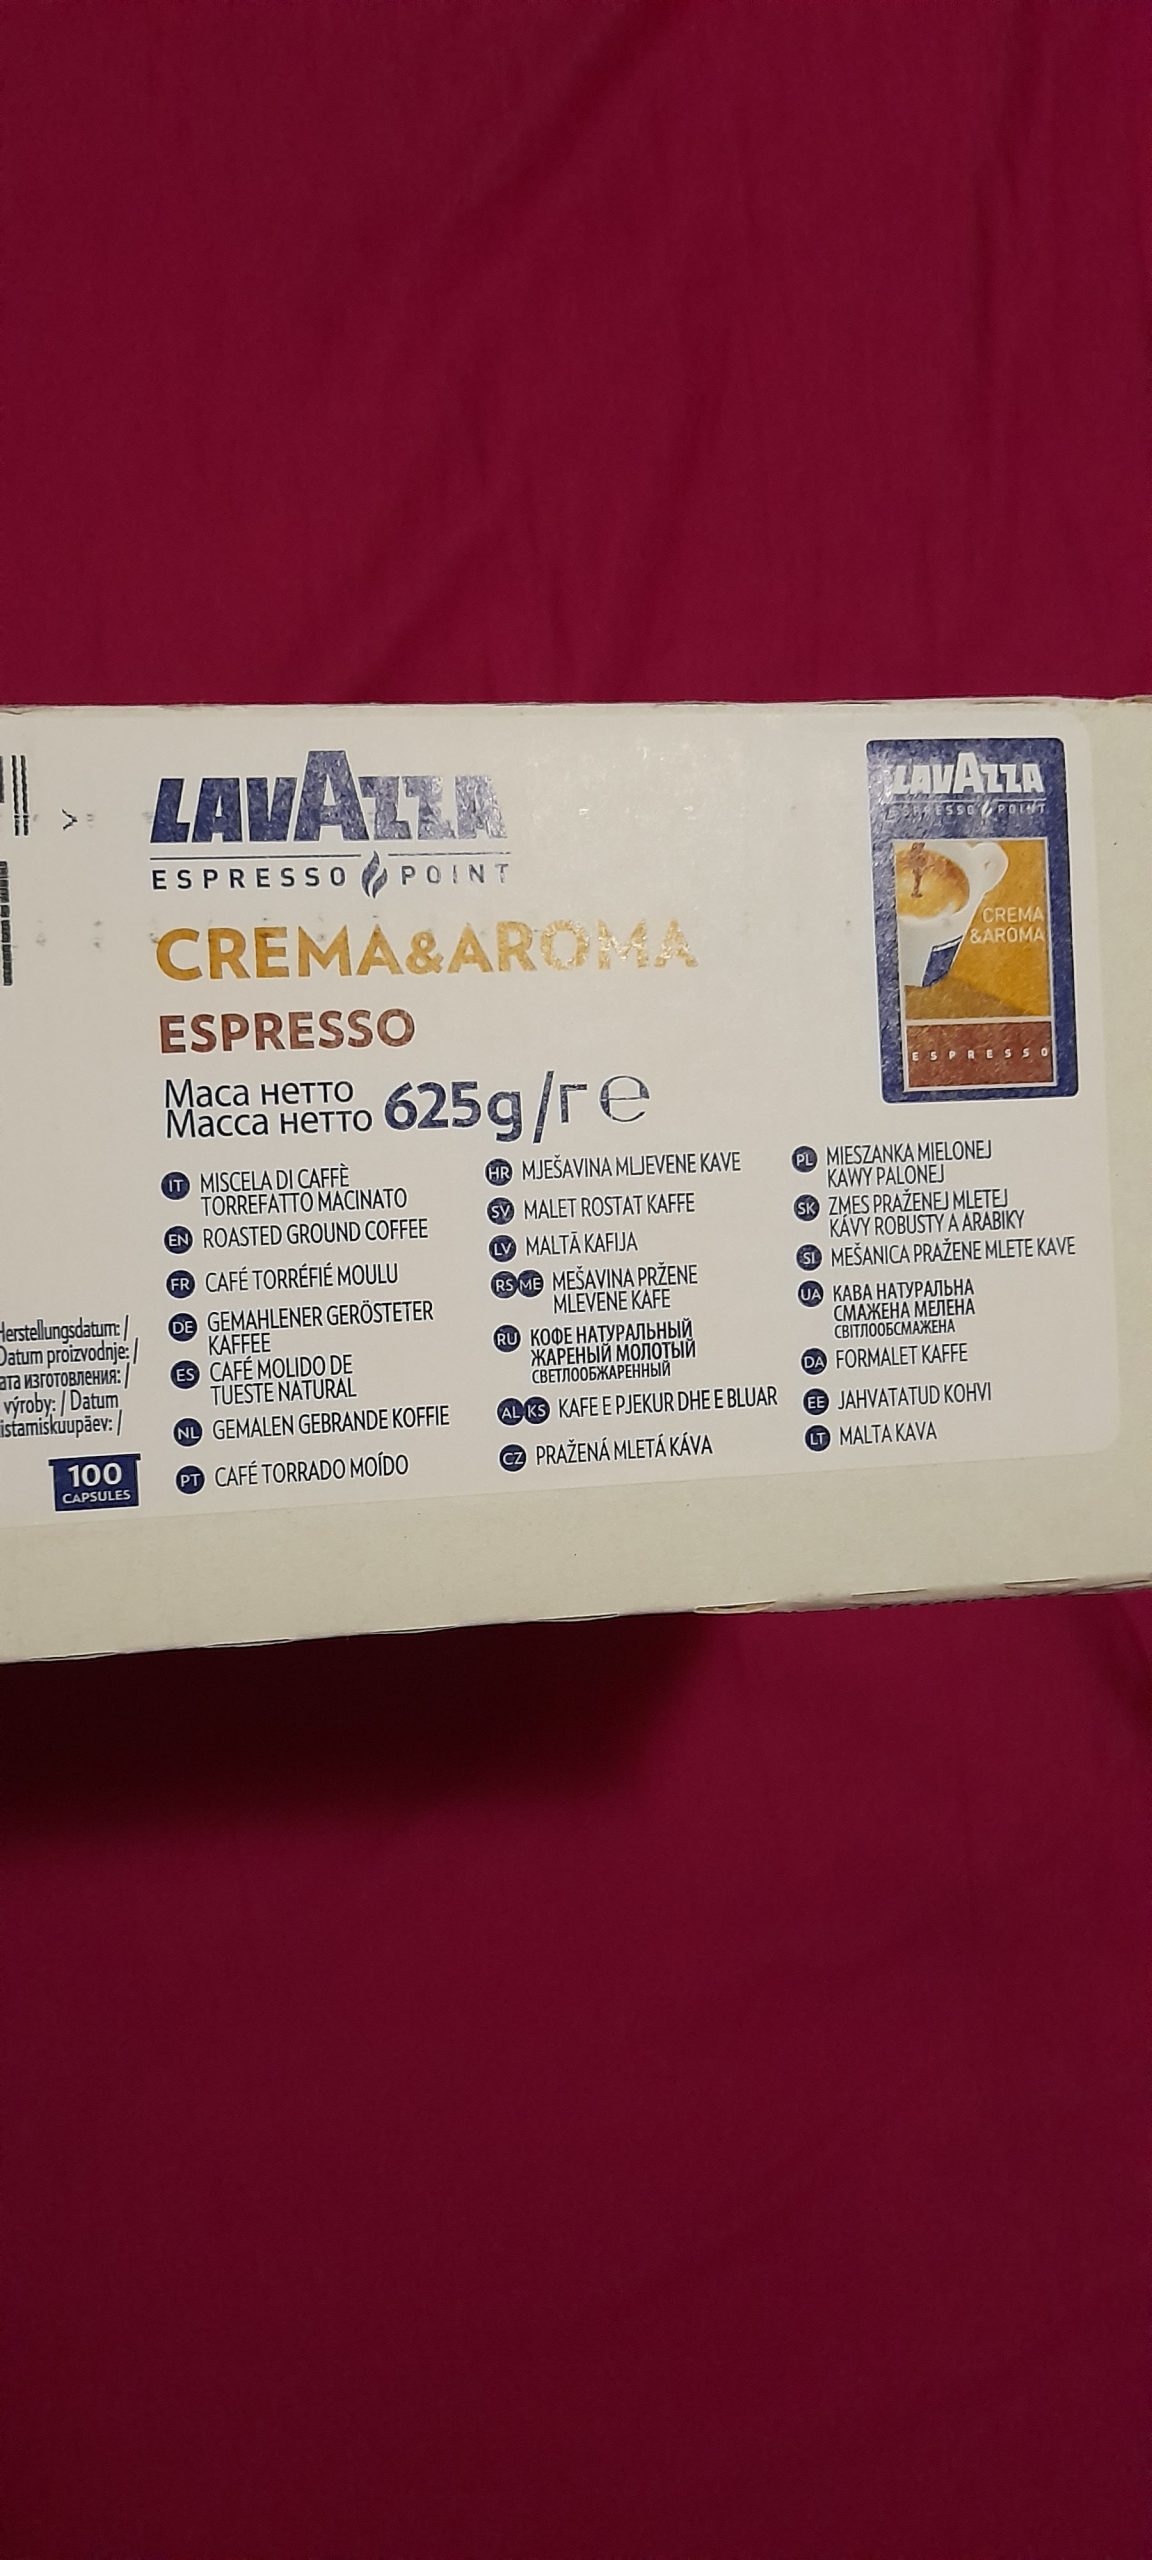 LAVAZZA
ESPRESSO POINT
CREMA&AROMA
ESPRESSO
Маса нетто
Масса нетто 625g/г e
IT MISCELA DI CAFFÈ
TORREFATTO MACINATO
EN ROASTED GROUND COFFEE
FR CAFÉ TORRÉFIÉ MOULU
DE GEMAHLENER GERÖSTETER
KAFFEE
ES CAFÉ MOLIDO DE
TUESTE NATURAL
NL GEMALEN GEBRANDE KOFFIE
PT CAFÉ TORRADO MOÍDO
HR MJEŠAVINA MLJEVENE KAVE
SV MALET ROSTAT KAFFE
LV MALTĀ KAFIJA
RS ME MEŠAVINA PRŽENE
MLEVENE KAFE
RU КОФЕ НАТУРАЛЬНЫЙ
ЖАРЕНЫЙ МОЛОТЫЙ
СВЕТЛООБЖАРЕННЫЙ
AL KS KAFE E PJEKUR DHE E BLUAR
CZ PRAŽENÁ MLETÁ KÁVA
PL MIESZANKA MIELONEJ
KAWY PALONEJ
SK ZMES PRAŽENEJ MLETEJ
KÁVY ROBUSTY A ARABIKY
SI MEŠANICA PRAŽENE MLETE KAVE
UA КАВА НАТУРАЛЬНА
СМАЖЕНА МЕЛЕНА
СВІТЛООБСМАЖЕНА
DA FORMALET KAFFE
EE JAHVATATUD KOHVI
LT MALTA KAVA
LAVAZZA
ESPRESSO POINT
CREMA
&AROMA
ESPRESSO
Herstellungsdatum: /
Datum proizvodnje: /
ата изготовления: /
výroby: / Datum
istamiskuupäev: /
100
CAPSULES